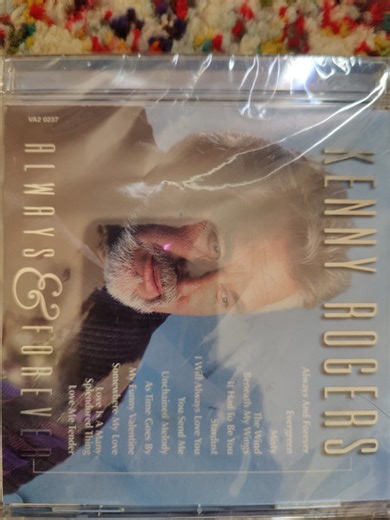 KENNY ROGERS
Always And Forever
Evergreen
Misty
The Wind
Beneath My Wings
It Had To Be You
Stardust
I Will Always Love You
You Send Me
Unchained Melody
As Time Goes By
My Funny Valentine
Somewhere My Love
Love Is A Many
Splendored Thing
Love Me Tender
ALWAYS & FOREVER
VA2 0237